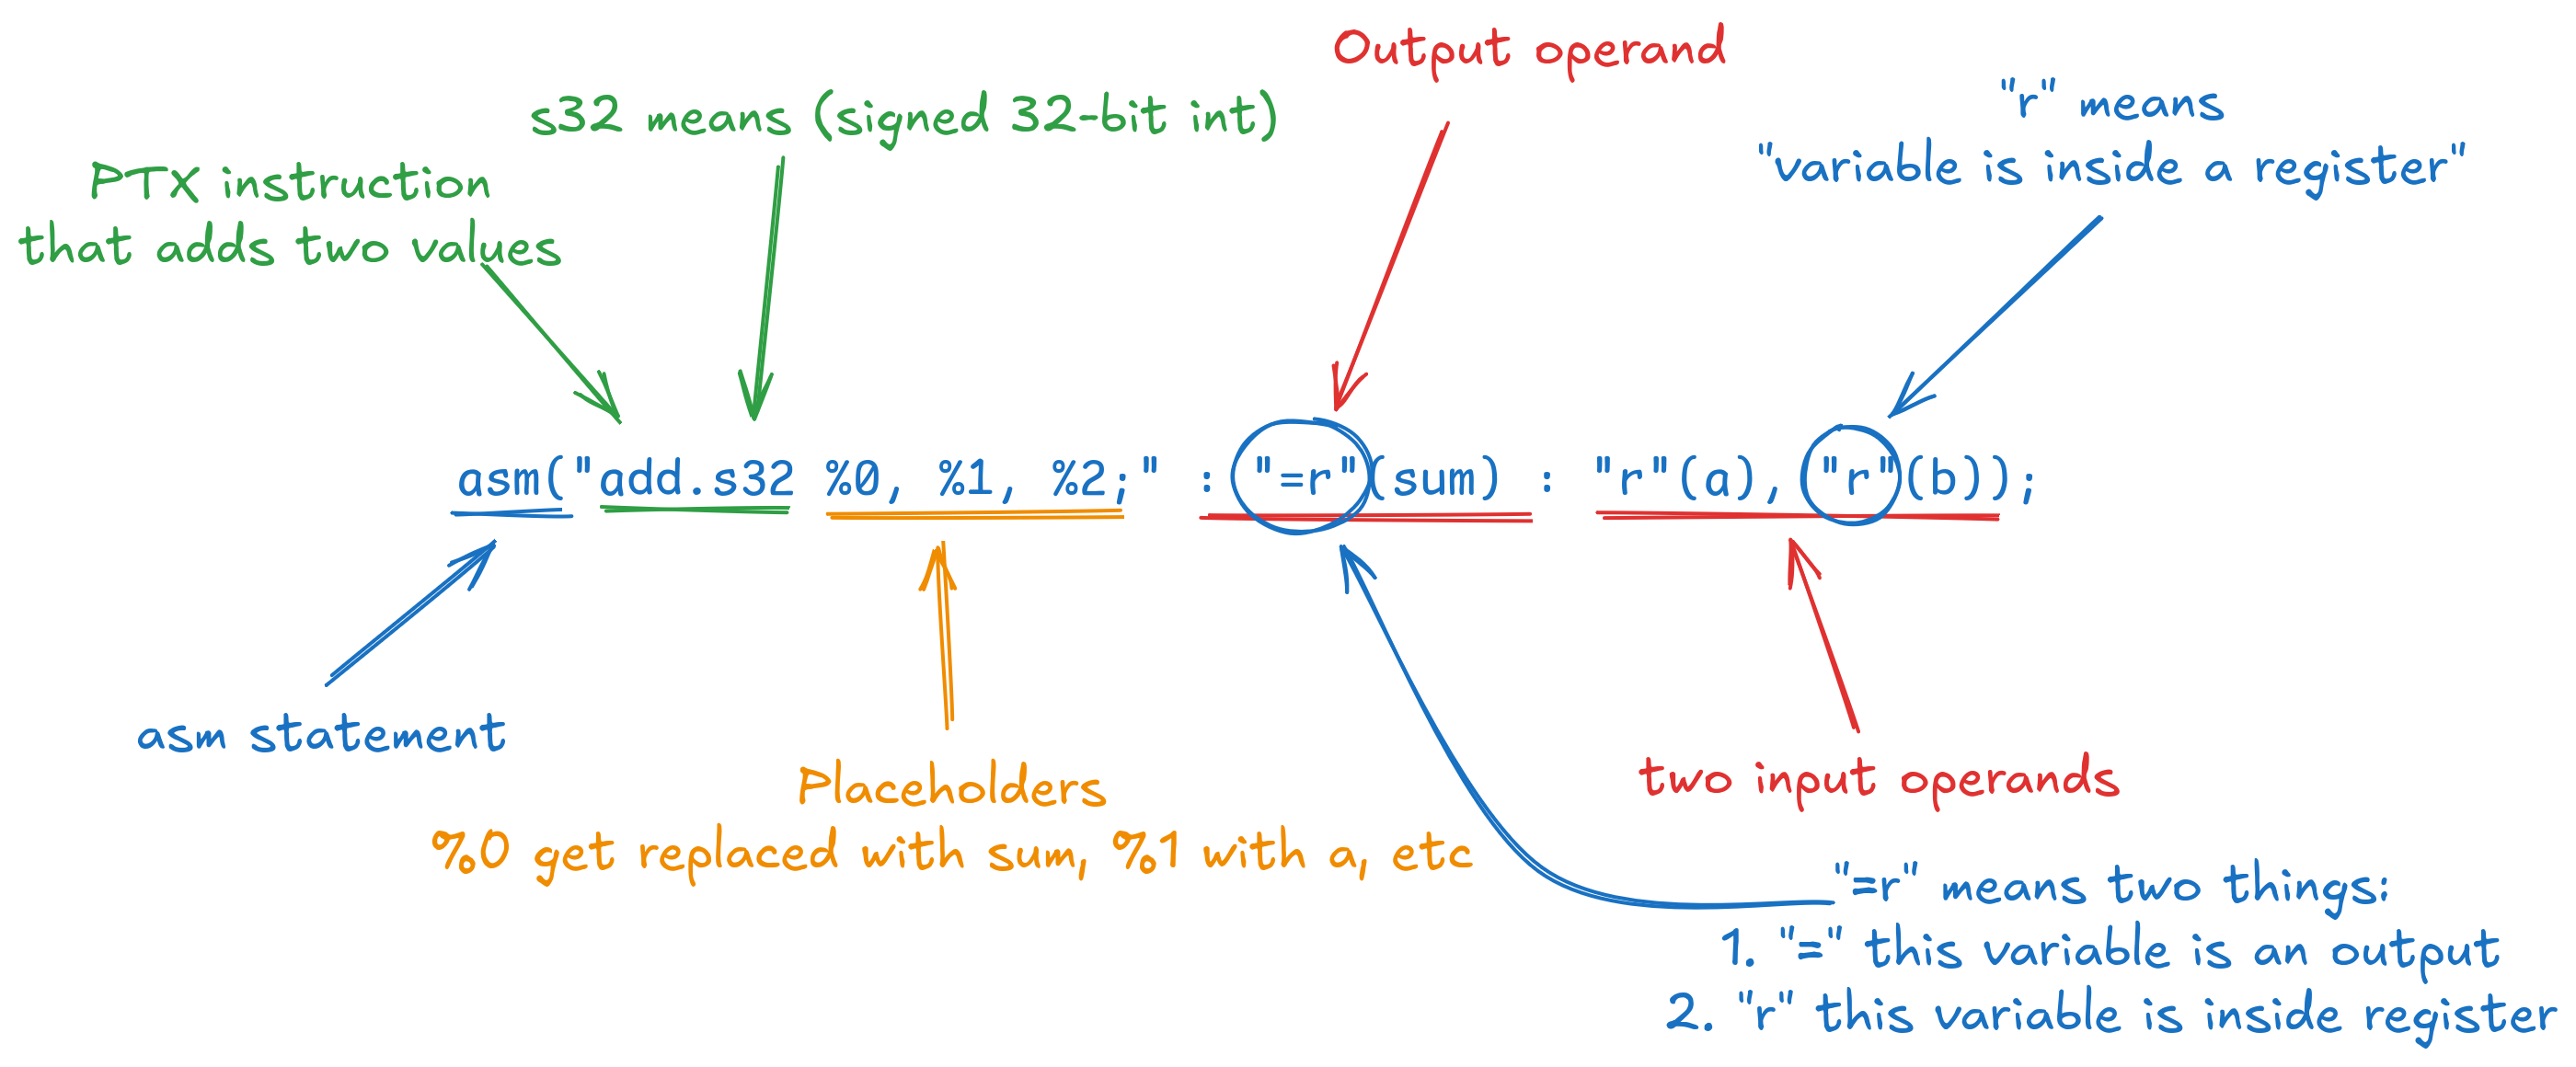 Output operand
s32 means (signed 32-bit int)
"r" means
"variable is inside a register"
PTX instruction
that adds two values
asm("add.s32 %0, %1, %2;" : "=r"(sum) : "r"(a), "r"(b));
asm statement
Placeholders
%0 get replaced with sum, %1 with a, etc
two input operands
"=r" means two things:
1. "=" this variable is an output
2. "r" this variable is inside register